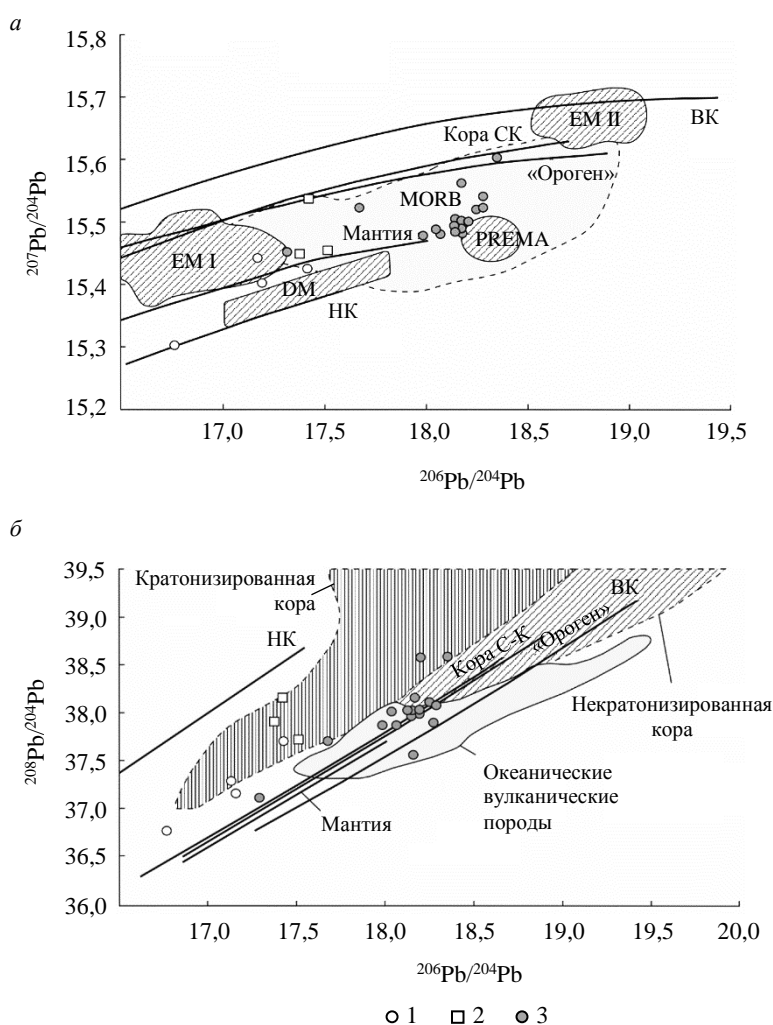 а
15,8
15,7
15,6
15,5
15,4
15,3
15,2
207Pb/204Pb
EM II
ВК
Кора СК
«Ороген»
MORB
Мантия
PREMA
EM I
DM
НК
17,0 17,5 18,0 18,5 19,0 19,5
206Pb/204Pb
б
39,5
39,0
38,5
38,0
37,5
37,0
36,5
36,0
208Pb/204Pb
Кратонизированная
кора
ВК
НК
Кора С-К
«Ороген»
Некратонизированная
кора
Океанические
вулканические
породы
Мантия
17,0 17,5 18,0 18,5 19,0 19,5 20,0
206Pb/204Pb
1 2 3